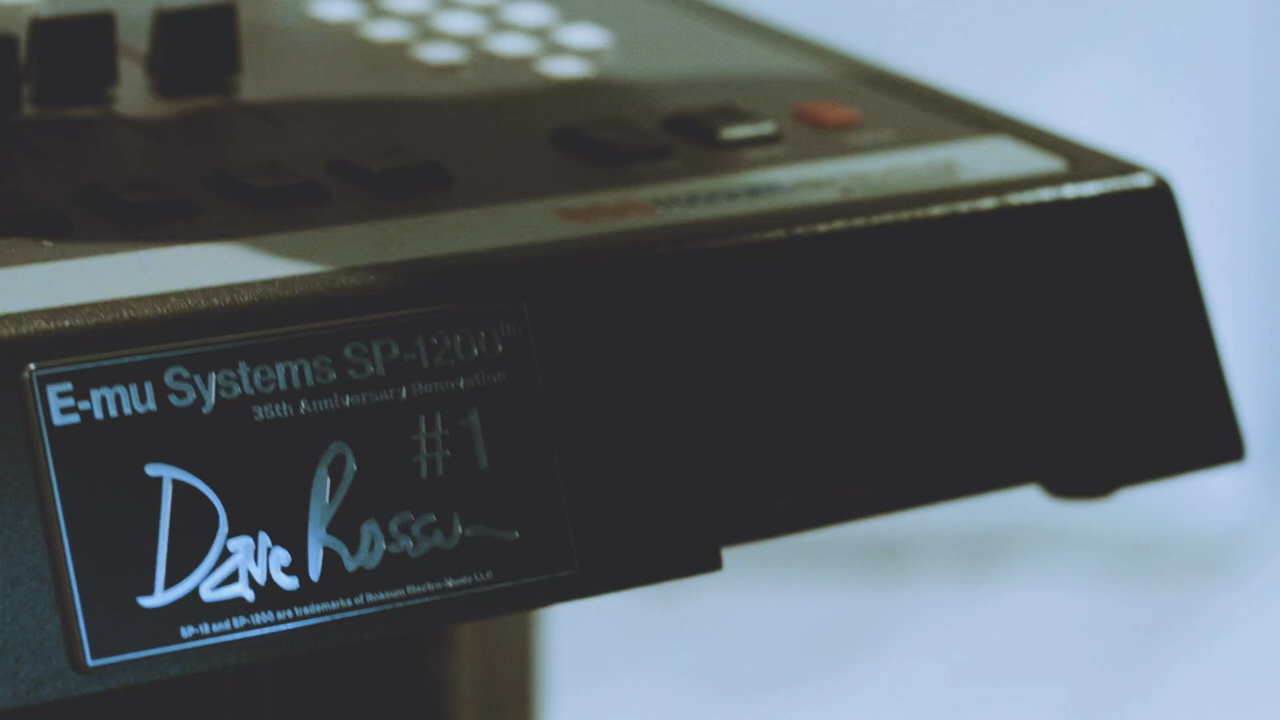 E-mu Systems SP-1200™
35th Anniversary Renovation
#1
Dave Rossum
SP-12 and SP-1200 are trademarks of Rossum Electro-Music LLC